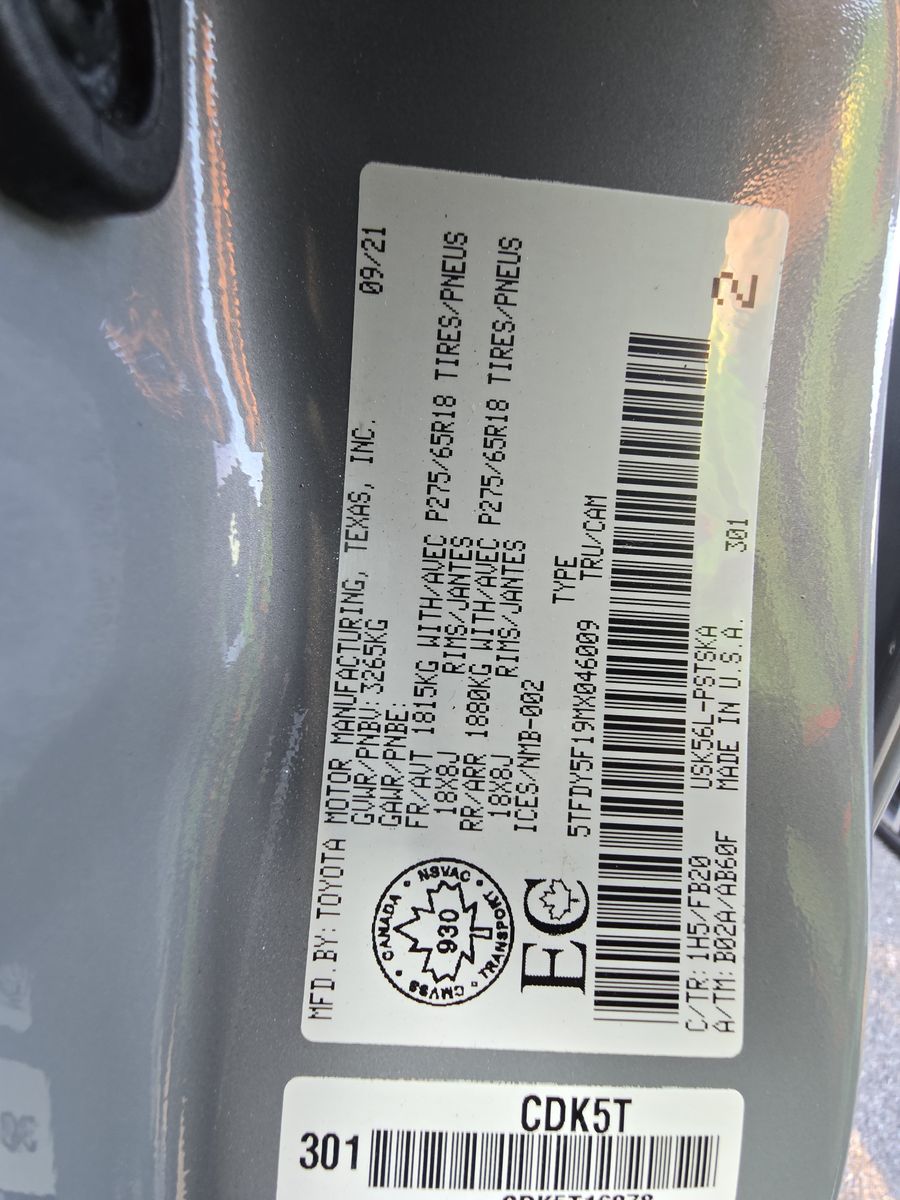 MFD.BY:TOYOTA MOTOR MANUFACTURING, TEXAS, INC. 09/21
GVWR/PNBV:3265KG
GAWR/PNBE:
FR/AVT 1815KG WITH/AVEC P275/65R18 TIRES/PNEUS
18X8J RIMS/JANTES
RR/ARR 1880KG WITH/AVEC P275/65R18 TIRES/PNEUS
18X8J RIMS/JANTES
ICES/NMB-002
CANADA • NSVAC • TRANSPORT • CMVSS
930
EC
5TFDY5F19MX046009 TYPE TRU/CAM
C/TR:1H5/FB20 USK56L-PSTSKA
A/TM:B02A/AB60F MADE IN U.S.A. 301
2
CDK5T
301